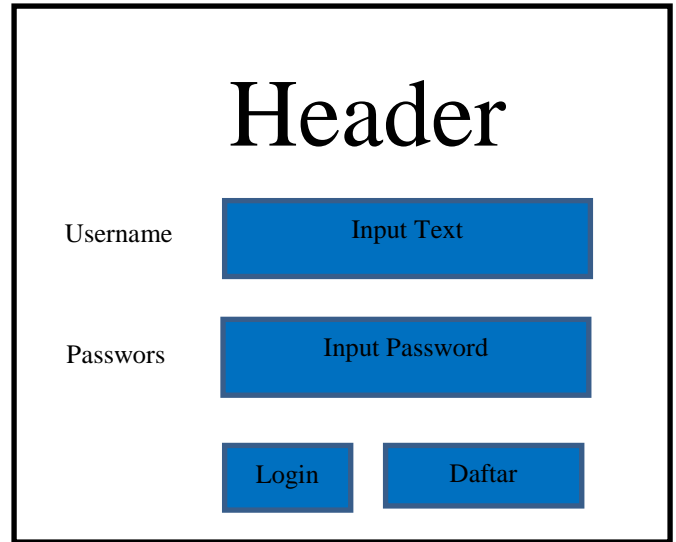 Header
Username
Input Text
Passwors
Input Password
Login
Daftar